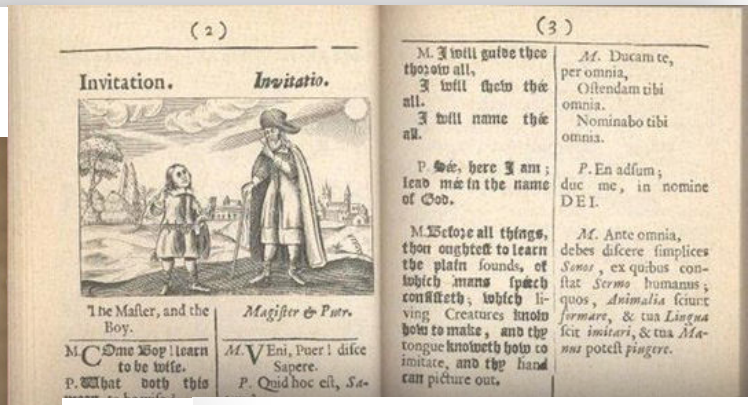 (2)
Invitation.
Invitatio.
The Master, and the
Boy.
Magister & Puer.
M. COme Boy! learn
to be wise.
P. What doth this
M. VEni, Puer! disce
Sapere.
P. Quid hoc est, Sa-
(3)
M. I will guide thee
thorow all,
I will shew thée
all.
I will name thée
all.
P. Sée, here I am;
lead mée in the name
of God.
M. Before all things,
thou oughtest to learn
the plain sounds, of
which mans spéech
consisteth; which li-
ving Creatures know
how to make, and thy
tongue knoweth how to
imitate, and thy hand
can picture out.
M. Ducam te,
per omnia,
Ostendam tibi
omnia.
Nominabo tibi
omnia.
P. En adsum;
duc me, in nomine
DEI.
M. Ante omnia,
debes discere simplices
Sonos, ex quibus con-
stat Sermo humanus;
quos, Animalia sciunt
formare, & tua Lingua
scit imitari, & tua Ma-
nus potest pingere.